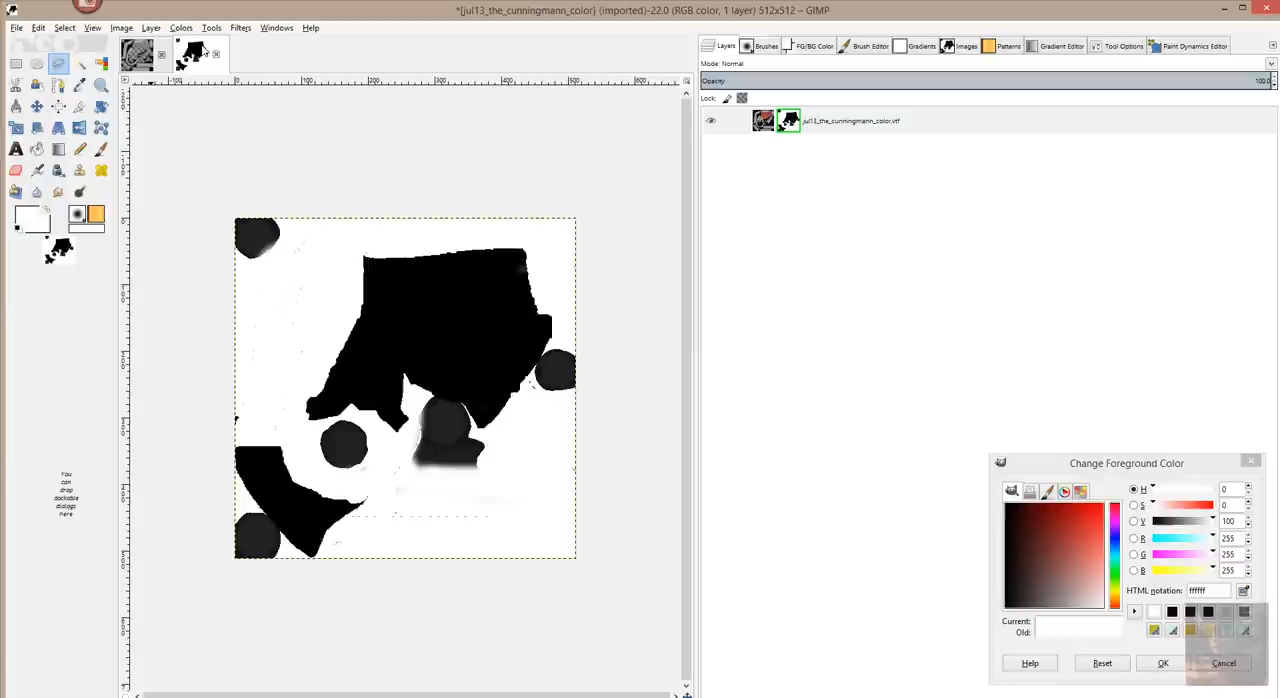 *[jul13_the_cunningmann_color] (imported)-22.0 (RGB color, 1 layer) 512x512 – GIMP
File Edit Select View Image Layer Colors Tools Filters Windows Help
Layers Brushes FG/BG Color Brush Editor Gradients Images Patterns Gradient Editor Tool Options Paint Dynamics Editor
Mode: Normal
Opacity 100.0
Lock:
jul13_the_cunningmann_color.vtf
You
can
drop
dockable
dialogs
here
Change Foreground Color
H 0
S 0
V 100
R 255
G 255
B 255
HTML notation: ffffff
Current:
Old:
Help Reset OK Cancel